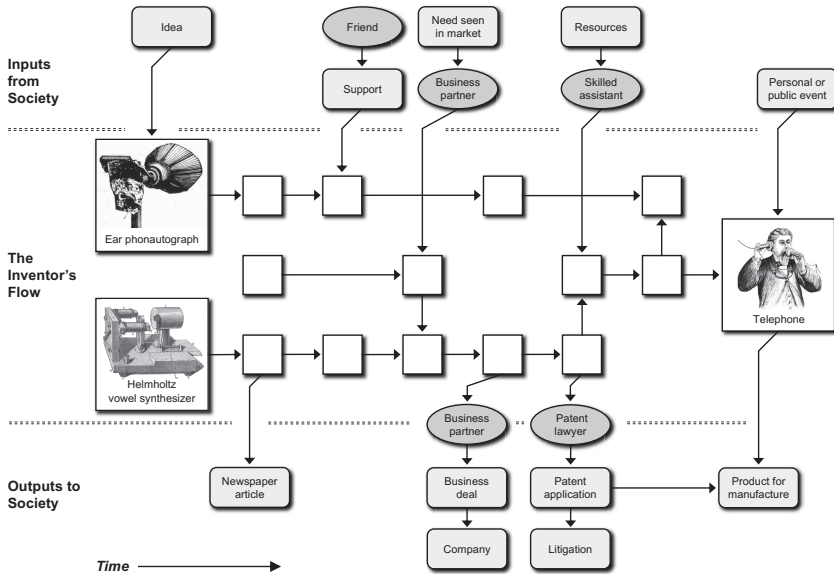 Idea
Friend
Need seen
in market
Resources
Inputs
from
Society
Support
Business
partner
Skilled
assistant
Personal or
public event
Ear phonautograph
The
Inventor's
Flow
Telephone
Helmholtz
vowel synthesizer
Business
partner
Patent
lawyer
Outputs to
Society
Newspaper
article
Business
deal
Patent
application
Product for
manufacture
Company
Litigation
Time